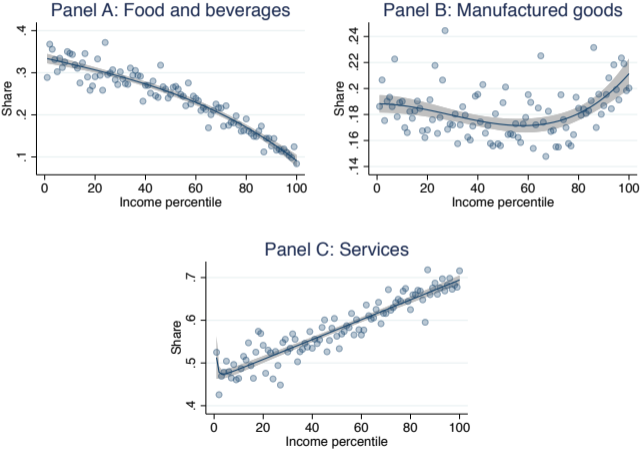 Panel A: Food and beverages
.4
.3
.2
.1
Share
0 20 40 60 80 100
Income percentile
Panel B: Manufactured goods
.24
.22
.2
.18
.16
.14
Share
0 20 40 60 80 100
Income percentile
Panel C: Services
.7
.6
.5
.4
Share
0 20 40 60 80 100
Income percentile